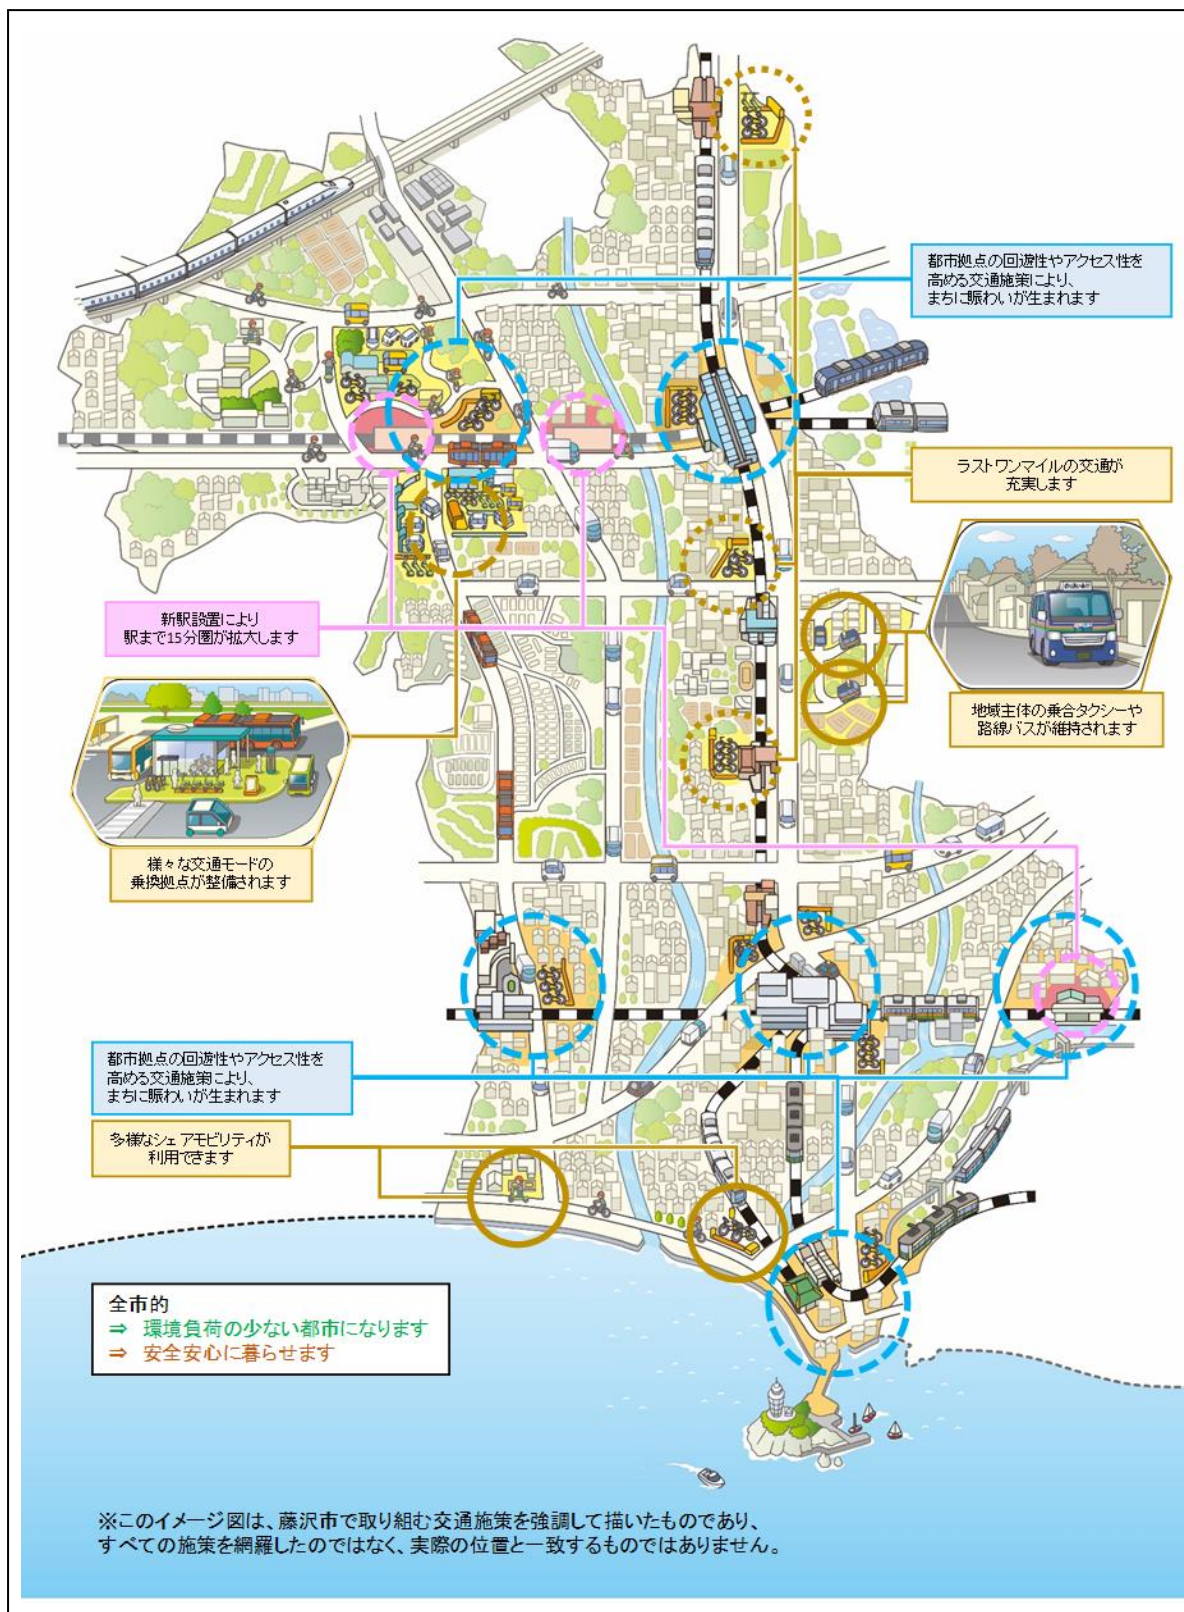 都市拠点の回遊性やアクセス性を
高める交通施策により、
まちに賑わいが生まれます
ラストワンマイルの交通が
充実します
新駅設置により
駅まで15分圏が拡大します
地域主体の乗合タクシーや
路線バスが維持されます
様々な交通モードの
乗換拠点が整備されます
都市拠点の回遊性やアクセス性を
高める交通施策により、
まちに賑わいが生まれます
多様なシェアモビリティが
利用できます
全市的
⇒ 環境負荷の少ない都市になります
⇒ 安全安心に暮らせます
※このイメージ図は、藤沢市で取り組む交通施策を強調して描いたものであり、
すべての施策を網羅したのではなく、実際の位置と一致するものではありません。